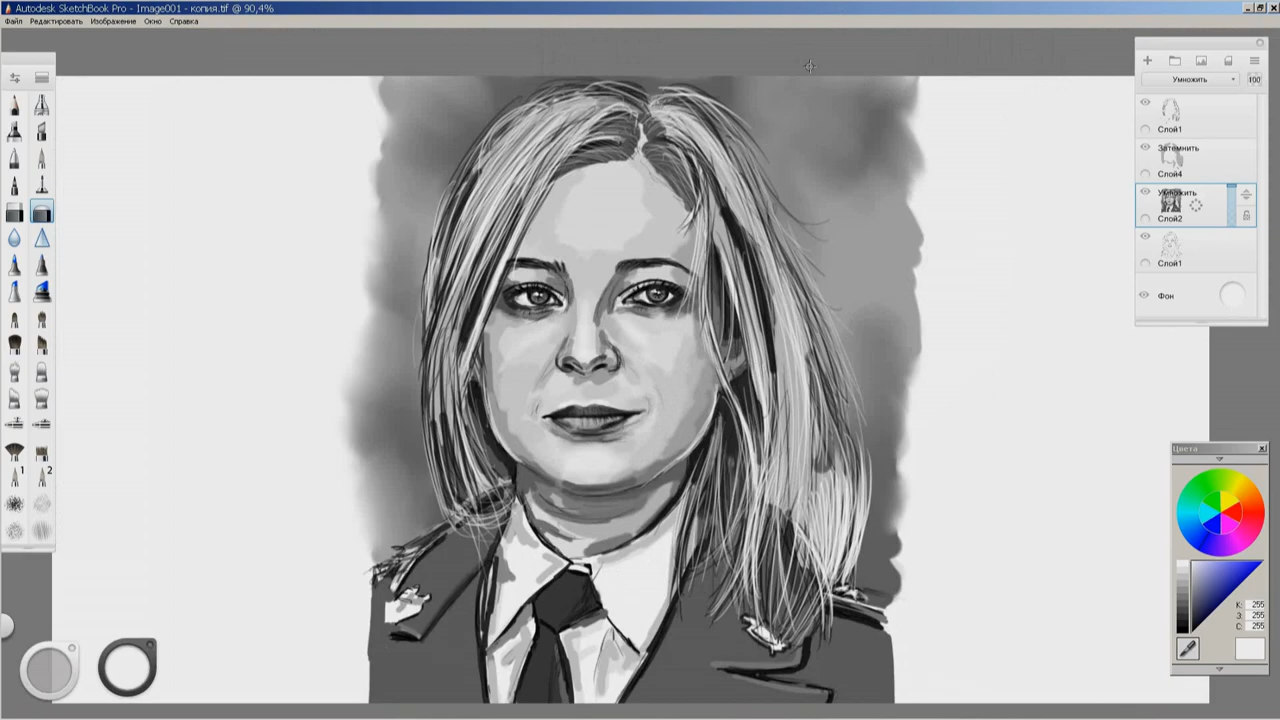 Autodesk SketchBook Pro - Image001 - копия.tif @ 90,4%
Файл Редактировать Изображение Окно Справка
Умножить 100
Слой1
Затемнить
Слой4
Умножить
Слой2
Слой1
Фон
1 2
Цвета
К: 255
З: 255
С: 255